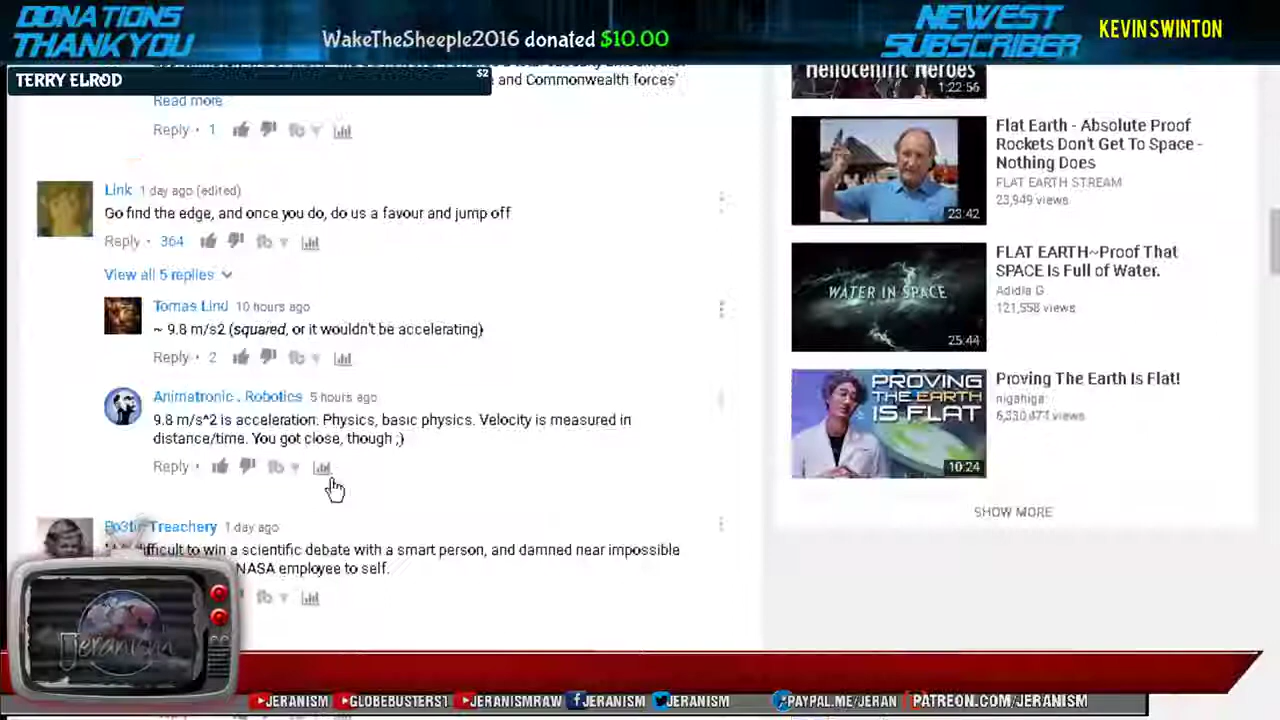 DONATIONS
THANKYOU
WakeTheSheeple2016 donated $10.00
NEWEST
SUBSCRIBER
KEVIN SWINTON
TERRY ELROD
$2
and Commonwealth forces'
Read more
Reply · 1
Link 1 day ago (edited)
Go find the edge, and once you do, do us a favour and jump off
Reply · 364
View all 5 replies
Tomas Lind 10 hours ago
~ 9.8 m/s2 (squared, or it wouldn't be accelerating)
Reply · 2
Animatronic . Robotics 5 hours ago
9.8 m/s^2 is acceleration. Physics, basic physics. Velocity is measured in
distance/time. You got close, though ;)
Reply ·
Treachery 1 day ago
difficult to win a scientific debate with a smart person, and damned near impossible
NASA employee to self.
Heliocentric Heroes
1:22:56
Flat Earth - Absolute Proof
Rockets Don't Get To Space -
Nothing Does
FLAT EARTH STREAM
23,949 views
23:42
FLAT EARTH~Proof That
SPACE Is Full of Water.
Adidia G
121,558 views
WATER IN SPACE
25:44
Proving The Earth Is Flat!
nigahiga
PROVING
THE EARTH
IS FLAT
10:24
SHOW MORE
Jeranism
JERANISM
GLOBEBUSTERS1
JERANISMRAW
JERANISM
JERANISM
PAYPAL.ME/JERAN
PATREON.COM/JERANISM